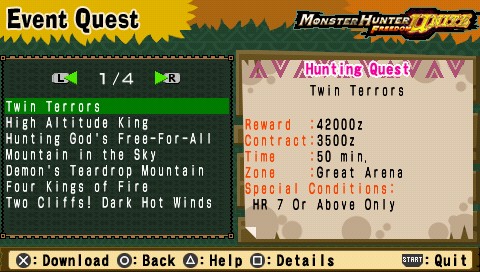 Event Quest
MONSTER HUNTER
FREEDOM UNITE
L 1/4 R
Twin Terrors
High Altitude King
Hunting God's Free-For-All
Mountain in the Sky
Demon's Teardrop Mountain
Four Kings of Fire
Two Cliffs! Dark Hot Winds
Hunting Quest
Twin Terrors
Reward :42000z
Contract:3500z
Time :50 min.
Zone :Great Arena
Special Conditions:
HR 7 Or Above Only
X: Download O: Back △: Help □: Details START: Quit